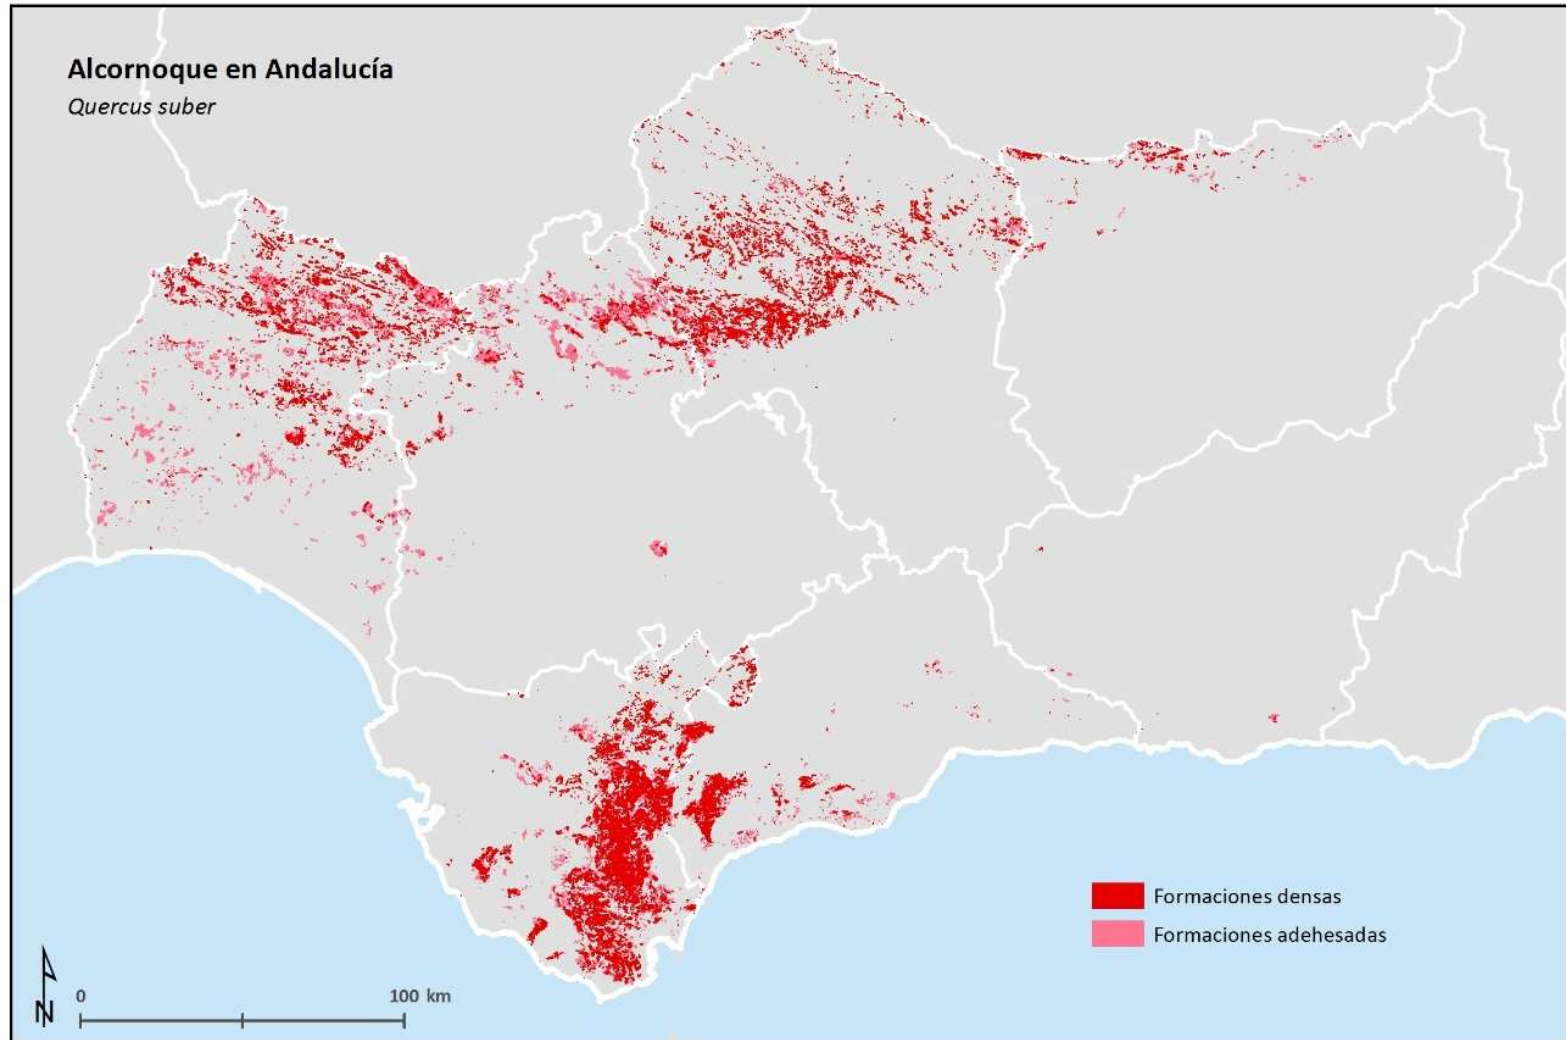 Alcornoque en Andalucía
Quercus suber
Formaciones densas
Formaciones adehesadas
N
0
100 km